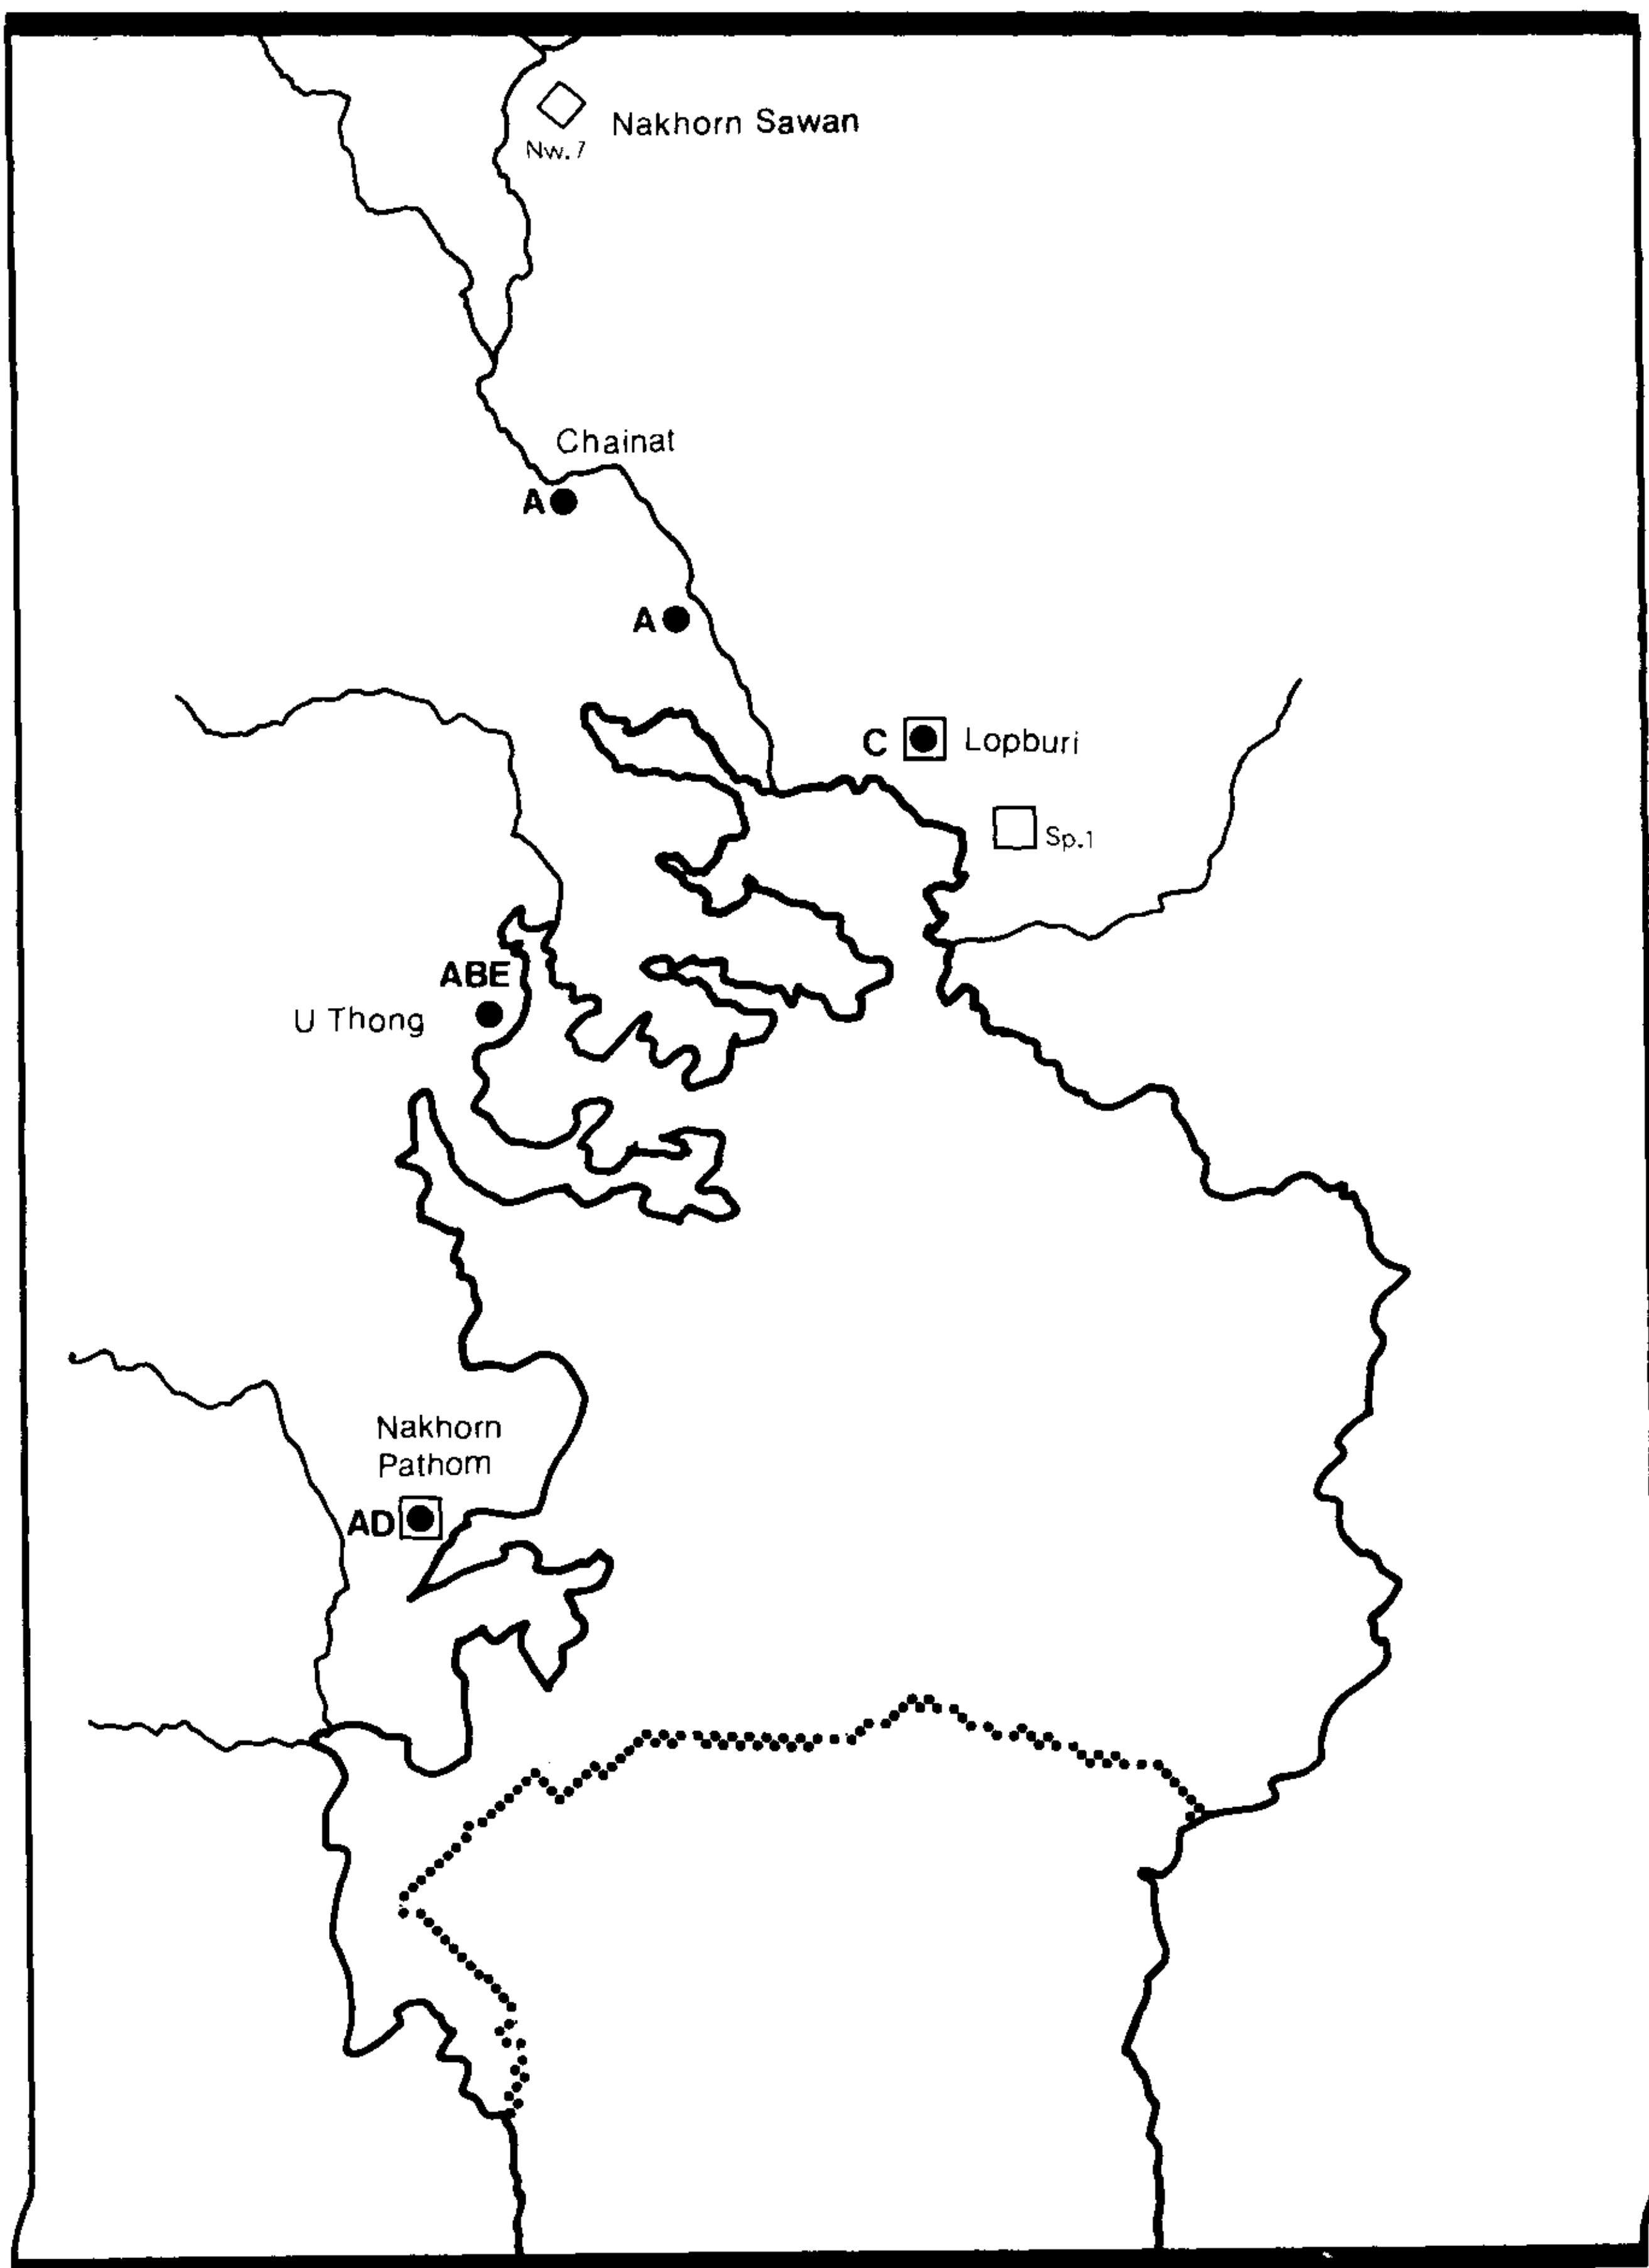 Nakhorn Sawan
Nw.7
Chainat
A
A
C
Lopburi
Sp.1
ABE
U Thong
Nakhorn
Pathom
AD